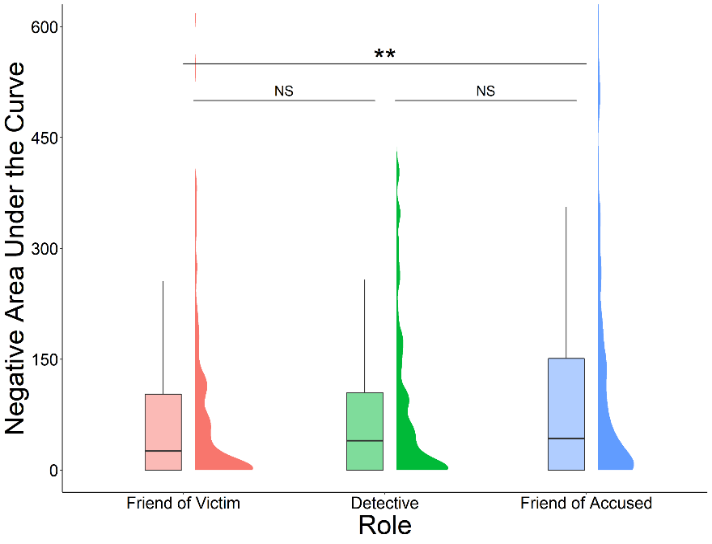 Negative Area Under the Curve
600
450
300
150
0
**
NS
NS
Friend of Victim
Detective
Friend of Accused
Role